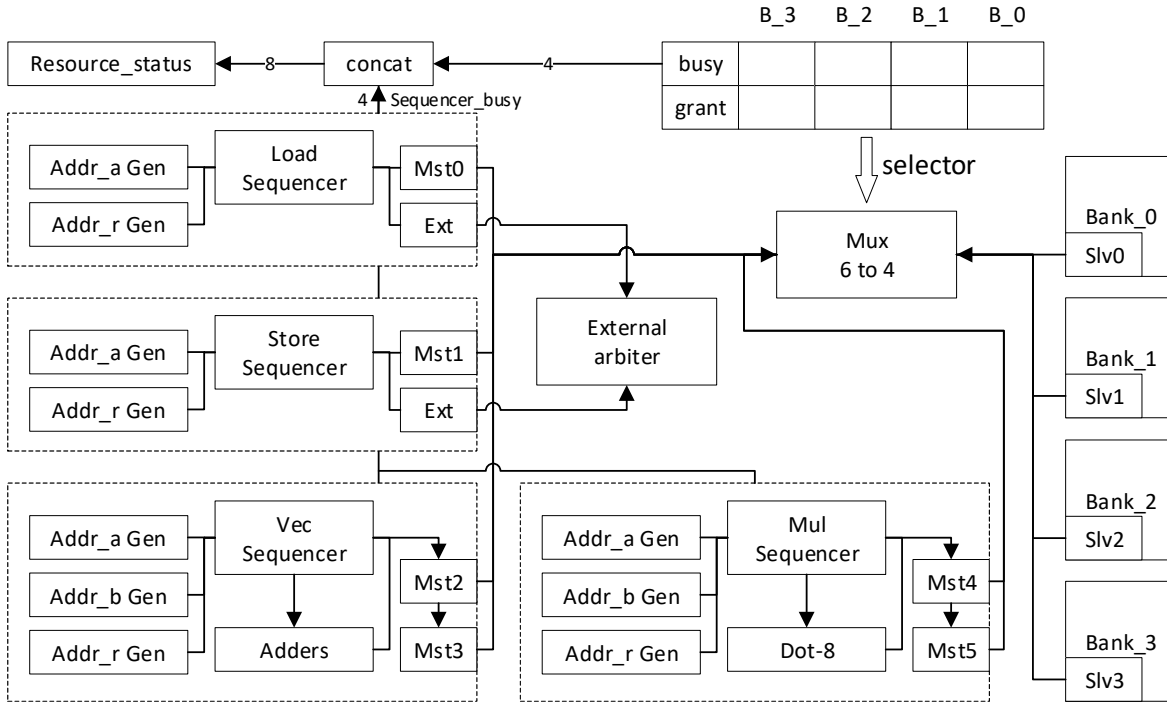 B_3 B_2 B_1 B_0
Resource_status
8
concat
4
busy
grant
4 Sequencer_busy
selector
Load
Sequencer
Addr_a Gen
Addr_r Gen
Mst0
Ext
Mux
6 to 4
Bank_0
Slv0
Store
Sequencer
Addr_a Gen
Addr_r Gen
Mst1
Ext
External
arbiter
Bank_1
Slv1
Vec
Sequencer
Addr_a Gen
Addr_b Gen
Addr_r Gen
Adders
Mst2
Mst3
Mul
Sequencer
Addr_a Gen
Addr_b Gen
Addr_r Gen
Dot-8
Mst4
Mst5
Bank_2
Slv2
Bank_3
Slv3